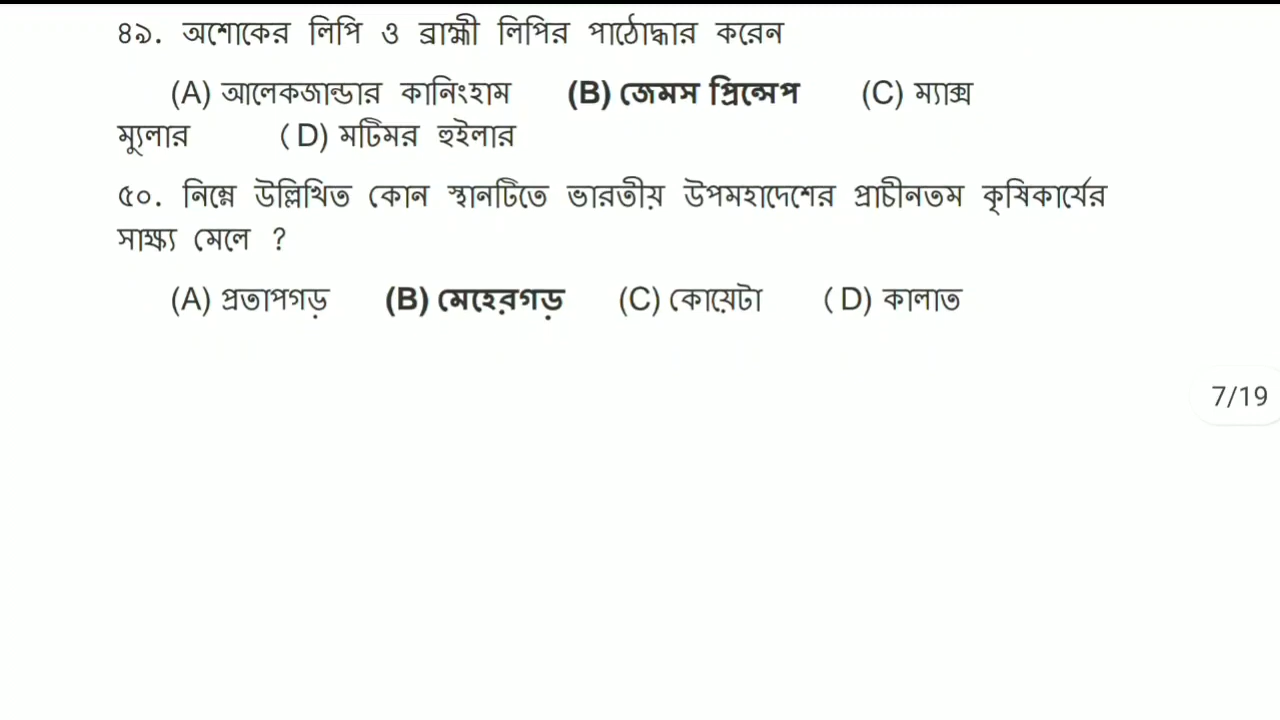 ৪৯. অশোকের লিপি ও ব্রাহ্মী লিপির পাঠোদ্ধার করেন
(A) আলেকজান্ডার কানিংহাম (B) জেমস প্রিন্সেপ (C) ম্যাক্স
ম্যুলার (D) মটিমর হুইলার
৫০. নিম্নে উল্লিখিত কোন স্থানটিতে ভারতীয় উপমহাদেশের প্রাচীনতম কৃষিকার্যের
সাক্ষ্য মেলে ?
(A) প্রতাপগড় (B) মেহেরগড় (C) কোয়েটা (D) কালাত
7/19